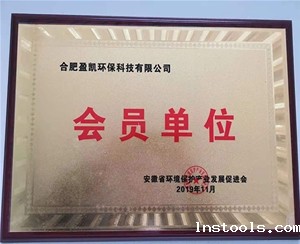 合肥盈凯环保科技有限公司
会员单位
安徽省环境保护产业发展促进会
2019年11月
lnstools.com